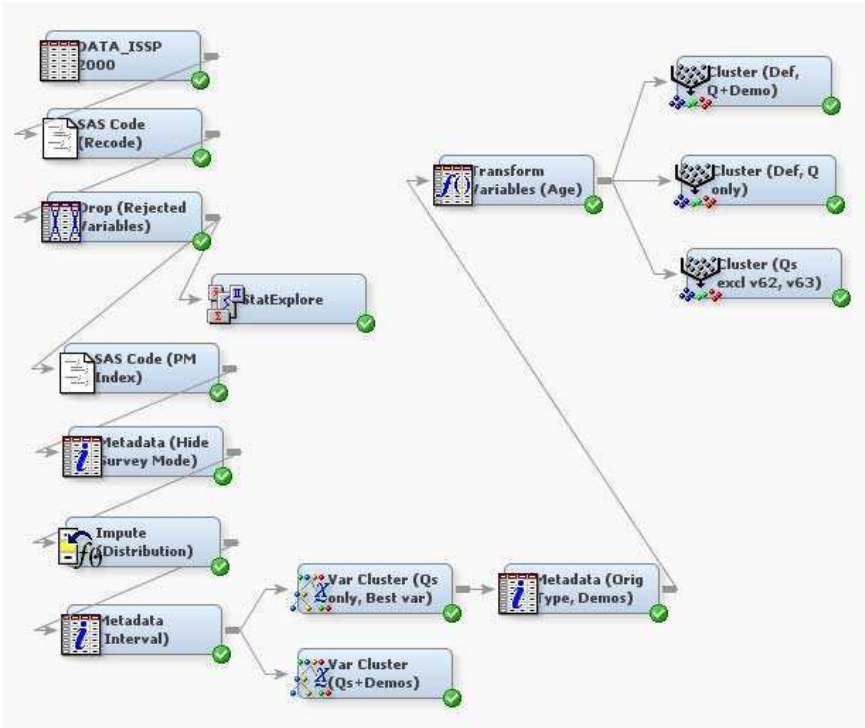 DATA_ISSP
2000
SAS Code
(Recode)
Drop (Rejected
Variables)
StatExplore
SAS Code (PM
Index)
Metadata (Hide
Survey Mode)
Impute
(Distribution)
Metadata
(Interval)
Var Cluster (Qs
only, Best var)
Var Cluster
(Qs+Demos)
Metadata (Orig
Type, Demos)
Transform
Variables (Age)
Cluster (Def,
Q+Demo)
Cluster (Def, Q
only)
Cluster (Qs
excl v62, v63)